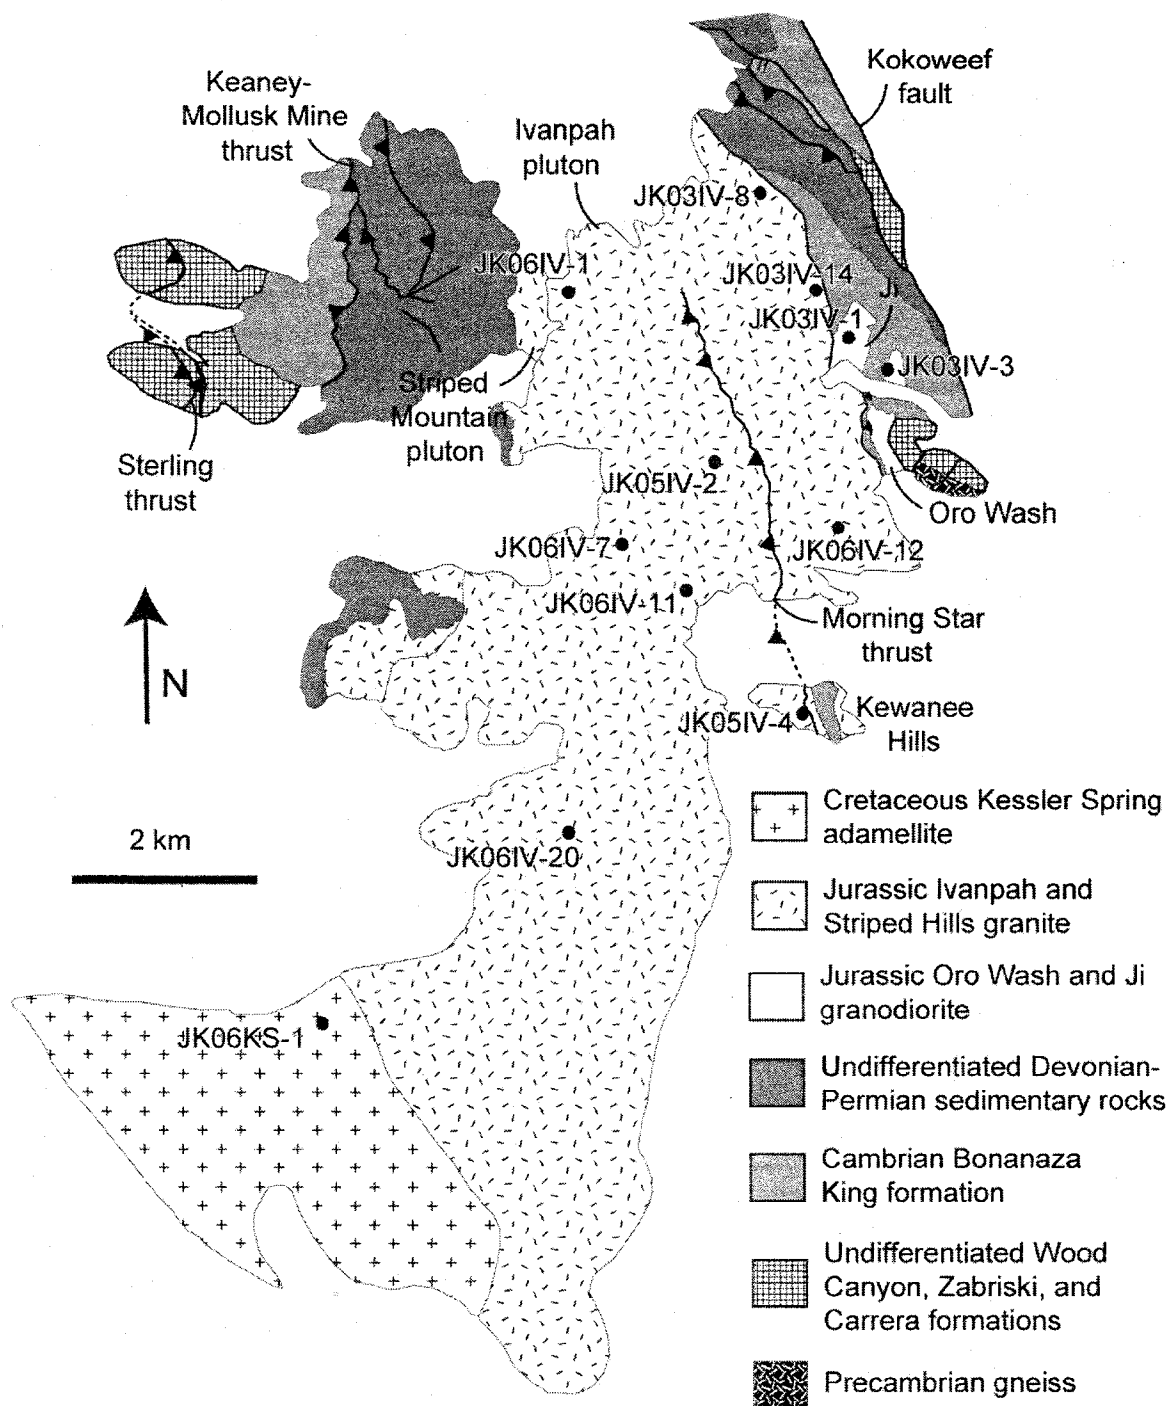 Keaney-
Mollusk Mine
thrust
Ivanpah
pluton
Kokoweef
fault
JK03IV-8
JK06IV-1
JK03IV-14
Ji
JK03IV-1
JK03IV-3
Striped
Mountain
pluton
Sterling
thrust
JK05IV-2
Oro Wash
JK06IV-7
JK06IV-12
JK06IV-11
Morning Star
thrust
N
JK05IV-4
Kewanee
Hills
2 km
JK06IV-20
JK06KS-1
Cretaceous Kessler Spring
adamellite
Jurassic Ivanpah and
Striped Hills granite
Jurassic Oro Wash and Ji
granodiorite
Undifferentiated Devonian-
Permian sedimentary rocks
Cambrian Bonanaza
King formation
Undifferentiated Wood
Canyon, Zabriski, and
Carrera formations
Precambrian gneiss